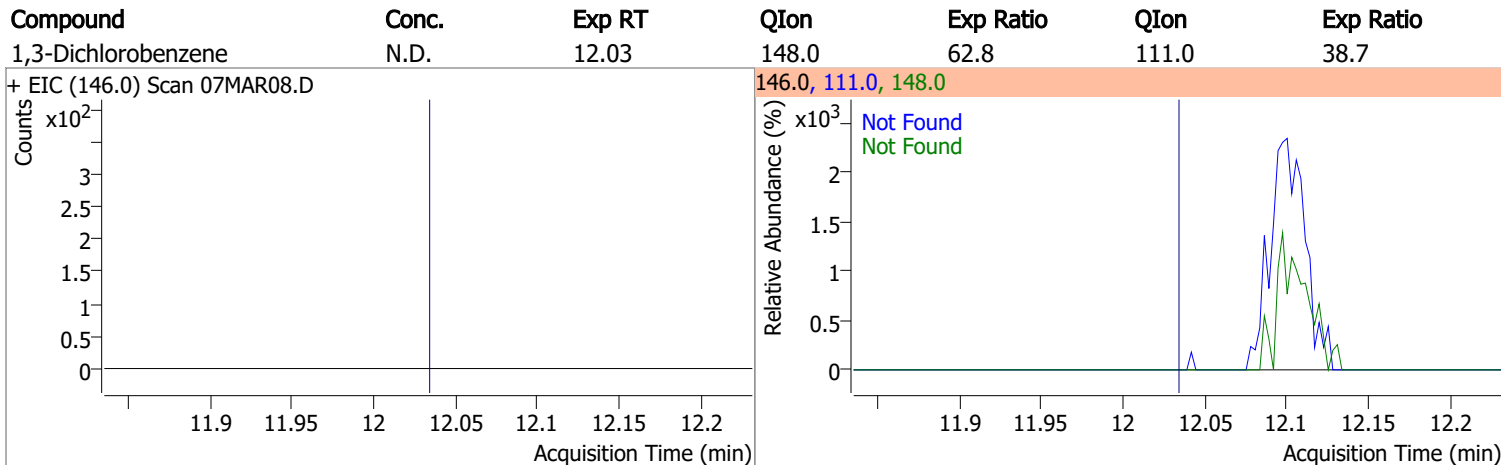 Compound Conc. Exp RT QIon Exp Ratio QIon Exp Ratio
1,3-Dichlorobenzene N.D. 12.03 148.0 62.8 111.0 38.7
+ EIC (146.0) Scan 07MAR08.D
Counts
x10²
3
2.5
2
1.5
1
0.5
0
11.9 11.95 12 12.05 12.1 12.15 12.2
Acquisition Time (min)
146.0, 111.0, 148.0
Relative Abundance (%)
x10³
Not Found
Not Found
2
1.5
1
0.5
0
11.9 11.95 12 12.05 12.1 12.15 12.2
Acquisition Time (min)